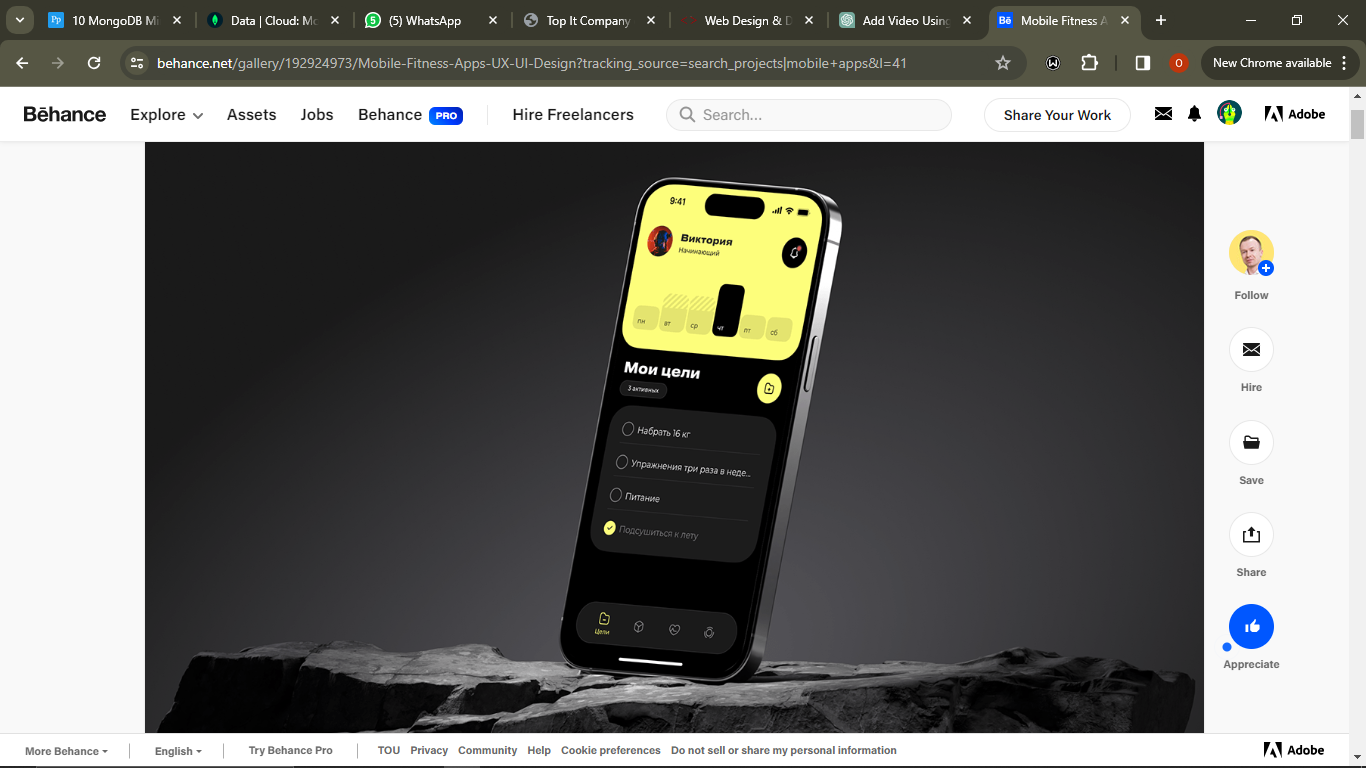 10 MongoDB Mi
Data | Cloud: Mo
(5) WhatsApp
Top It Company
Web Design & D
Add Video Using
Mobile Fitness A
behance.net/gallery/192924973/Mobile-Fitness-Apps-UX-UI-Design?tracking_source=search_projects|mobile+apps&l=41
O
New Chrome available
Bēhance
Explore
Assets
Jobs
Behance PRO
Hire Freelancers
Search...
Share Your Work
Adobe
9:41
Виктория
Начинающий
пн
вт
ср
чт
пт
сб
Мои цели
3 активных
Набрать 16 кг
Упражнения три раза в неде...
Питание
Подсушиться к лету
Цели
Follow
Hire
Save
Share
Appreciate
More Behance
English
Try Behance Pro
TOU
Privacy
Community
Help
Cookie preferences
Do not sell or share my personal information
Adobe